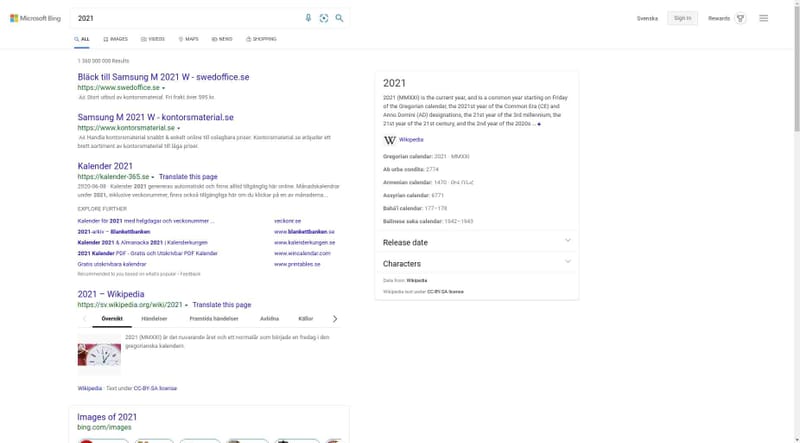 Microsoft Bing
2021
Svenska
Sign in
Rewards
ALL
IMAGES
VIDEOS
MAPS
NEWS
SHOPPING
1 360 000 000 Results
Bläck till Samsung M 2021 W - swedoffice.se
https://www.swedoffice.se
Ad Stort utbud av kontorsmaterial. Fri frakt över 595 kr.
Samsung M 2021 W - kontorsmaterial.se
https://www.kontorsmaterial.se
Ad Handla kontorsmaterial snabbt & enkelt online till oslagbara priser. Kontorsmaterial.se erbjuder ett
brett sortiment av kontorsmaterial till låga priser.
Kalender 2021
https://kalender-365.se Translate this page
2020-06-08 · Kalender 2021 genereras automatiskt och finns alltid tillgänglig här online. Månadskalendrar
under 2021, inklusive veckonummer, finns också tillgängliga här om du klickar på en av månaderna...
EXPLORE FURTHER
Kalender för 2021 med helgdagar och veckonummer ... veckonr.se
2021-arkiv – Blankettbanken www.blankettbanken.se
Kalender 2021 & Almanacka 2021 | Kalenderkungen www.kalenderkungen.se
2021 Kalender PDF - Gratis och Utskrivbar PDF Kalender www.wincalendar.com
Gratis utskrivbara kalendrar www.printables.se
Recommended to you based on what's popular • Feedback
2021 – Wikipedia
https://sv.wikipedia.org/wiki/2021 Translate this page
Översikt Händelser Framtida händelser Avlidna Källor
2021 (MMXXI) är det nuvarande året och ett normalår som började en fredag i den
gregorianska kalendern.
Wikipedia · Text under CC-BY-SA license
Images of 2021
bing.com/images
2021
2021 (MMXXI) is the current year, and is a common year starting on Friday
of the Gregorian calendar, the 2021st year of the Common Era (CE) and
Anno Domini (AD) designations, the 21st year of the 3rd millennium, the
21st year of the 21st century, and the 2nd year of the 2020s ...
W Wikipedia
Gregorian calendar: 2021 · MMXXI
Ab urbe condita: 2774
Armenian calendar: 1470
Assyrian calendar: 6771
Bahá'í calendar: 177–178
Balinese saka calendar: 1942–1943
Release date
Characters
Data from: Wikipedia
Wikipedia text under CC-BY-SA license